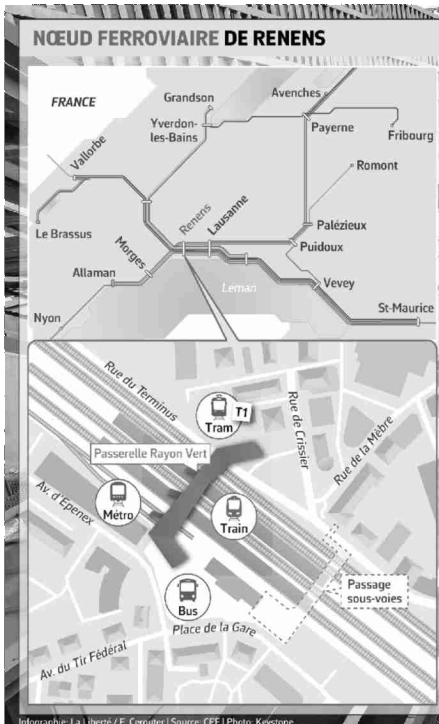 NŒUD FERROVIAIRE DE RENENS
FRANCE
Grandson
Avenches
Yverdon-
les-Bains
Payerne
Fribourg
Vallorbe
Romont
Renens
Lausanne
Le Brassus
Palézieux
Puidoux
Morges
Allaman
Léman
Vevey
St-Maurice
Nyon
Rue du Terminus
T1
Tram
Rue de Crissier
Rue de la Mèbre
Passerelle Rayon Vert
Av. d'Epenex
Métro
Train
Bus
Passage
sous-voies
Place de la Gare
Av. du Tir Fédéral
Infographie: La Liberté / F. Cerouter | Source: CFF | Photo: Keystone